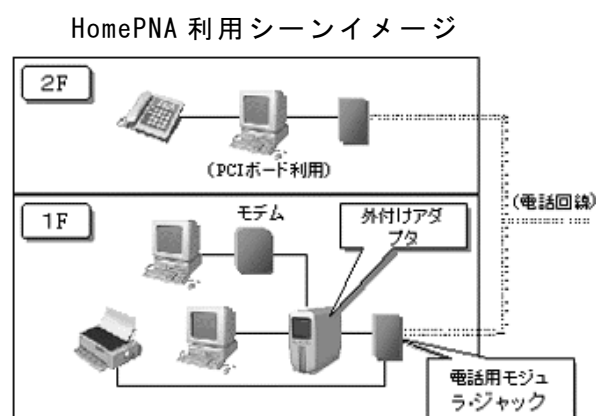 HomePNA 利用シーンイメージ
2F
(PCIボード利用)
(電話回線)
1F
モデム
外付けアダ
プタ
電話用モジュ
ラ・ジャック